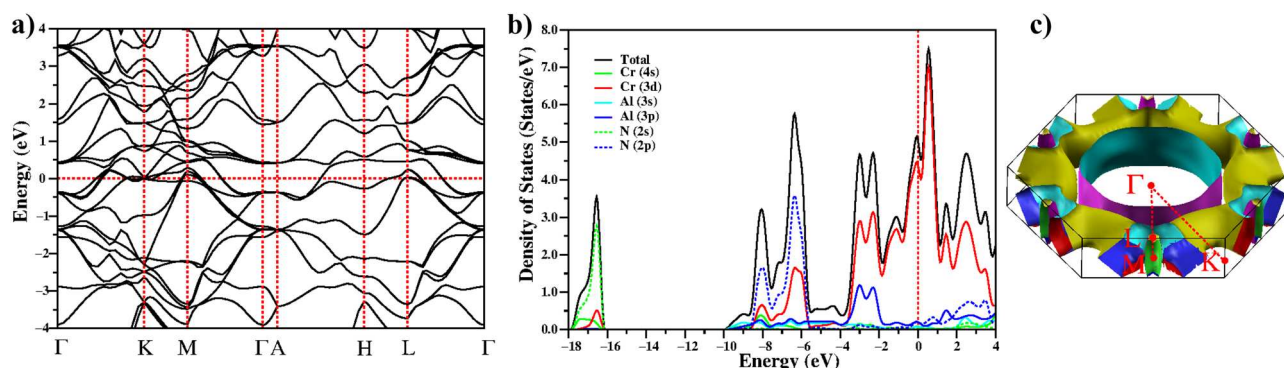 a)
Energy (eV)
4
3
2
1
0
−1
−2
−3
−4
Γ K M Γ A H L Γ
b)
Density of States (States/eV)
8.0
7.0
6.0
5.0
4.0
3.0
2.0
1.0
0.0
Total
Cr (4s)
Cr (3d)
Al (3s)
Al (3p)
N (2s)
N (2p)
−18 −16 −14 −12 −10 −8 −6 −4 −2 0 2 4
Energy (eV)
c)
Γ
L
M
K